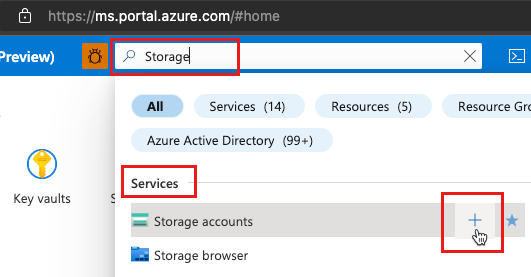 https://ms.portal.azure.com/#home
Preview)
Storage
All
Services (14)
Resources (5)
Resource Gro
Azure Active Directory (99+)
Services
Key vaults
S
Storage accounts
Storage browser